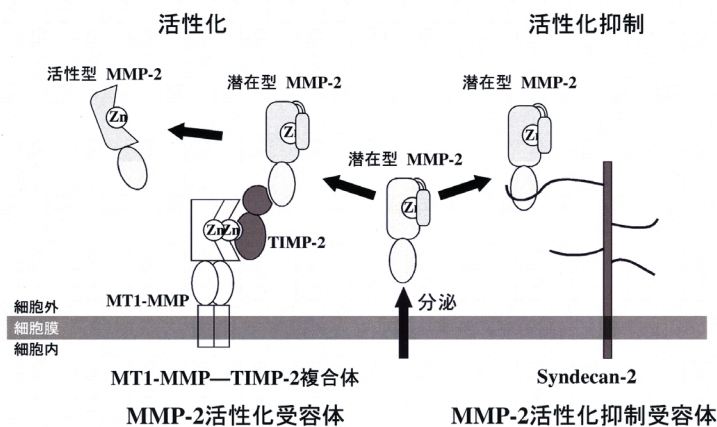 活性化
活性化抑制
活性型 MMP-2
潜在型 MMP-2
潜在型 MMP-2
潜在型 MMP-2
Zn
Zn
Zn
Zn
Zn
Zn
TIMP-2
MT1-MMP
分泌
細胞外
細胞膜
細胞内
MT1-MMP—TIMP-2複合体
Syndecan-2
MMP-2活性化受容体
MMP-2活性化抑制受容体